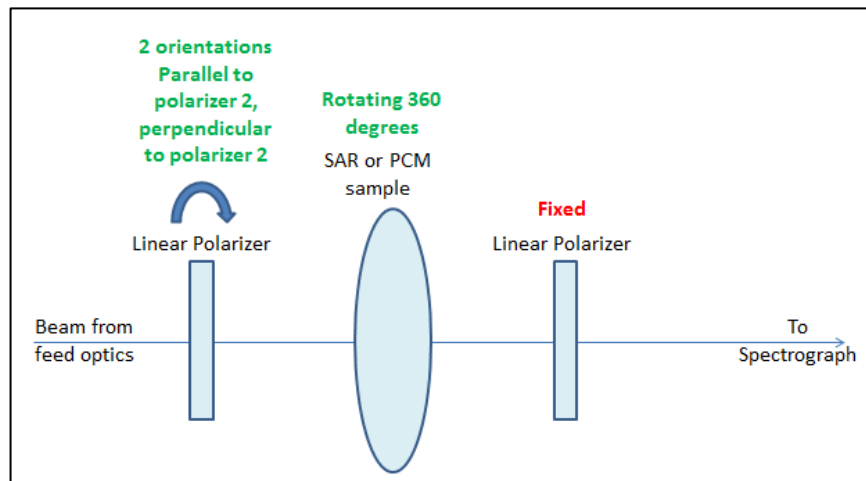 2 orientations
Parallel to
polarizer 2,
perpendicular
to polarizer 2
Linear Polarizer
Rotating 360
degrees
SAR or PCM
sample
Fixed
Linear Polarizer
Beam from
feed optics
To
Spectrograph